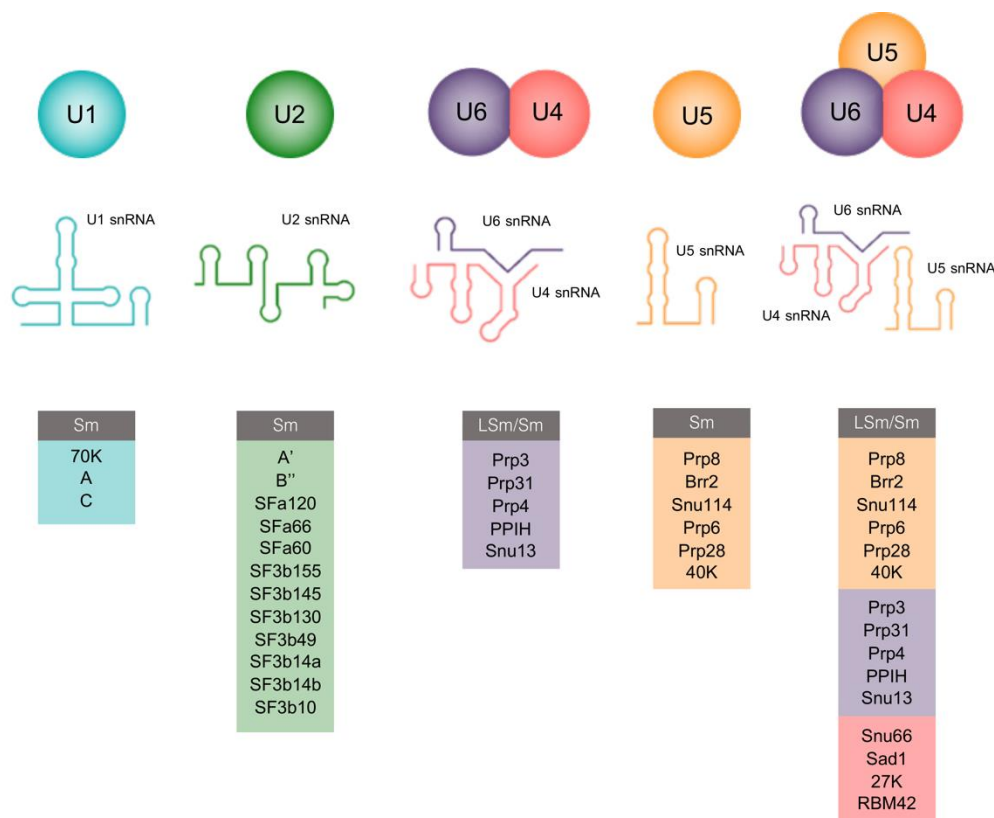 U1
U2
U6
U4
U5
U5
U6
U4
U1 snRNA
U2 snRNA
U6 snRNA
U4 snRNA
U5 snRNA
U6 snRNA
U5 snRNA
U4 snRNA
Sm
70K
A
C
Sm
A'
B''
SFa120
SFa66
SFa60
SF3b155
SF3b145
SF3b130
SF3b49
SF3b14a
SF3b14b
SF3b10
LSm/Sm
Prp3
Prp31
Prp4
PPIH
Snu13
Sm
Prp8
Brr2
Snu114
Prp6
Prp28
40K
LSm/Sm
Prp8
Brr2
Snu114
Prp6
Prp28
40K
Prp3
Prp31
Prp4
PPIH
Snu13
Snu66
Sad1
27K
RBM42